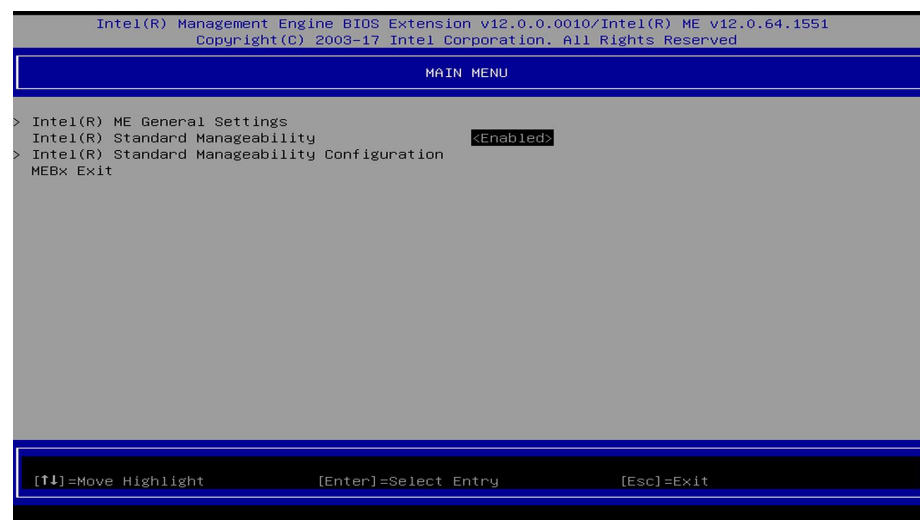 Intel(R) Management Engine BIOS Extension v12.0.0.0010/Intel(R) ME v12.0.64.1551
Copyright(C) 2003-17 Intel Corporation. All Rights Reserved
MAIN MENU
> Intel(R) ME General Settings
Intel(R) Standard Manageability <Enabled>
> Intel(R) Standard Manageability Configuration
MEBx Exit
[↑↓]=Move Highlight [Enter]=Select Entry [Esc]=Exit